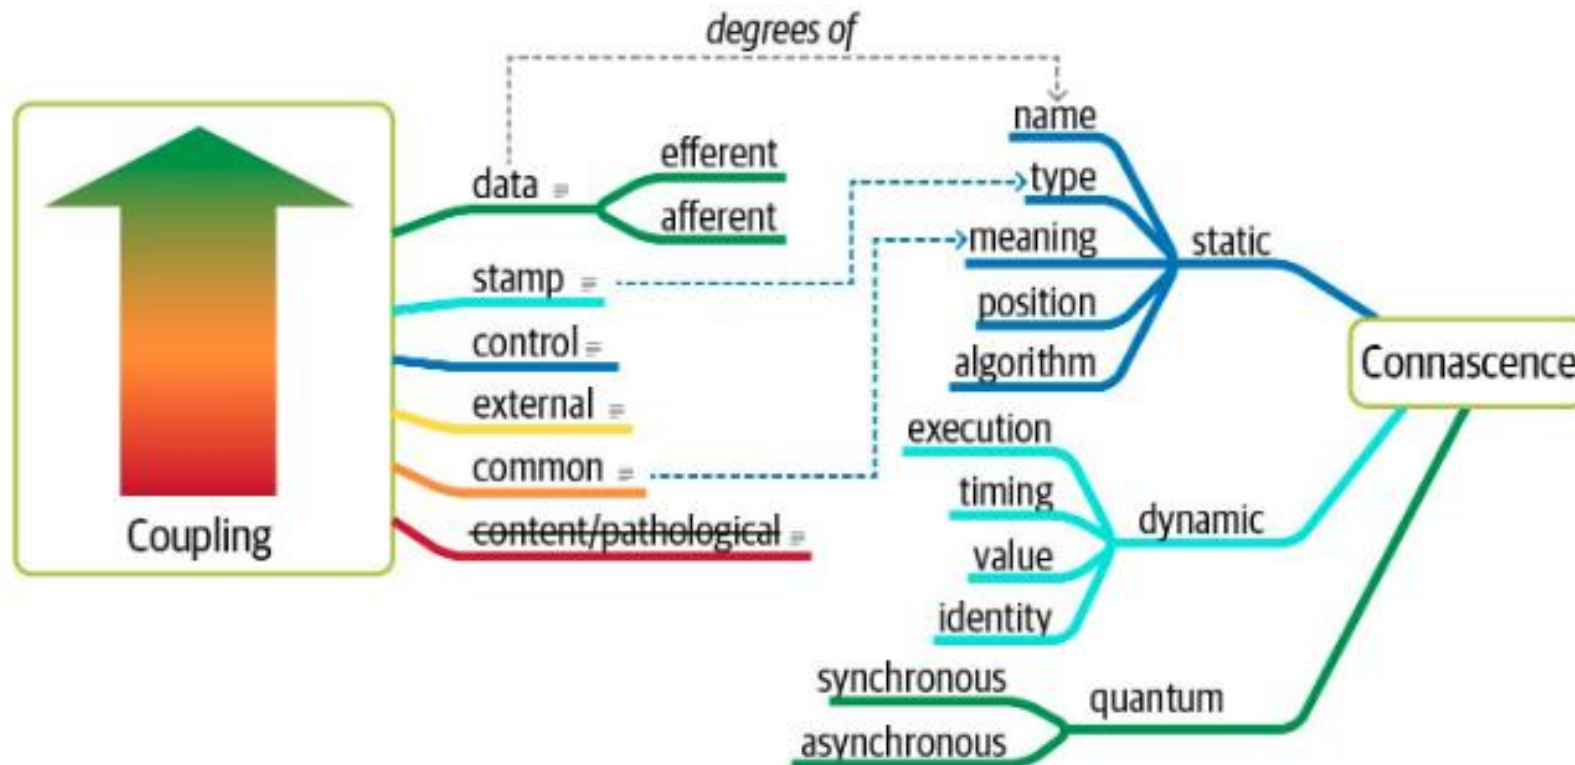 degrees of
Coupling
data
efferent
afferent
stamp
control
external
common
content/pathological
name
type
meaning
position
algorithm
static
execution
timing
value
identity
dynamic
synchronous
asynchronous
quantum
Connascence